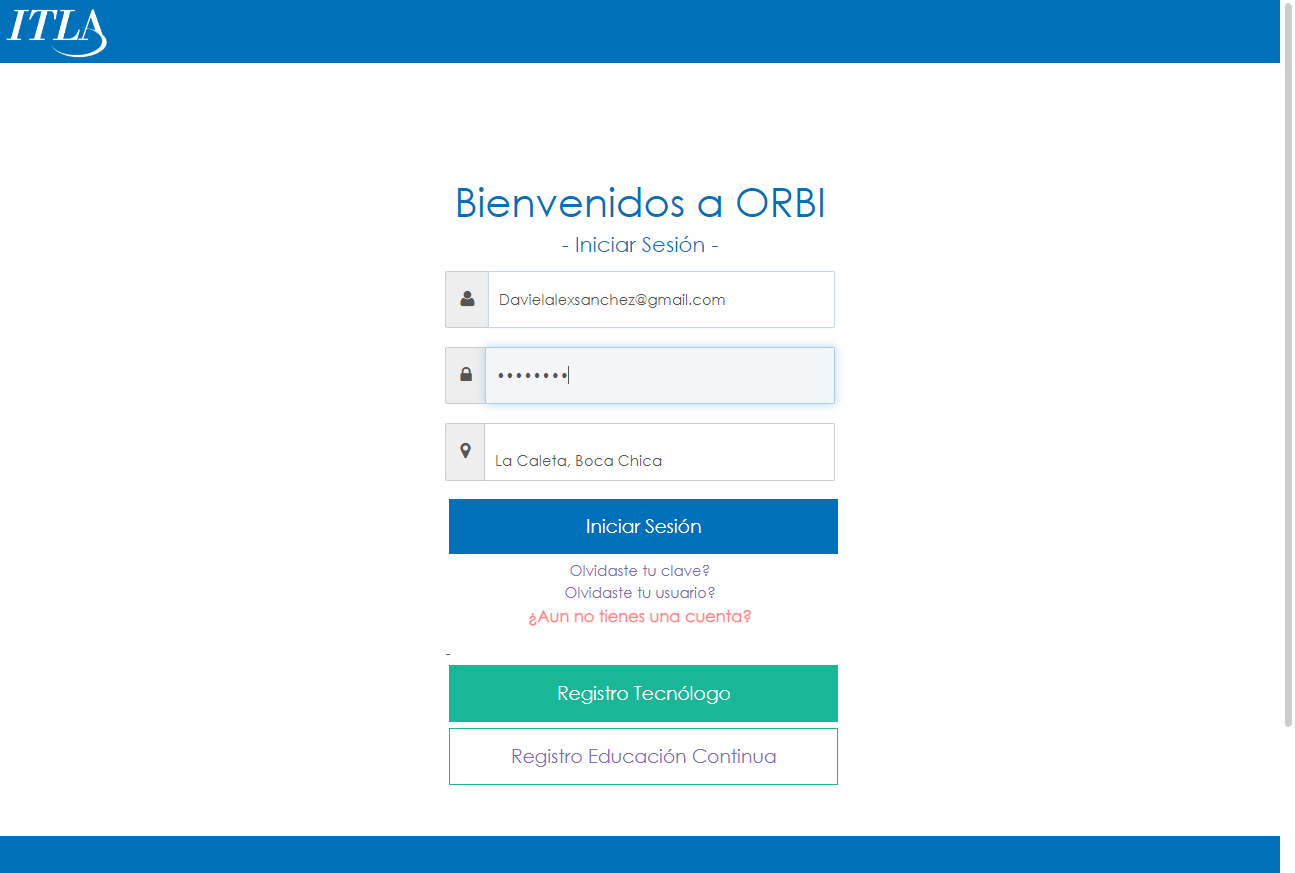 ITLA
Bienvenidos a ORBI
- Iniciar Sesión -
Davielalexsanchez@gmail.com
••••••••
La Caleta, Boca Chica
Iniciar Sesión
Olvidaste tu clave?
Olvidaste tu usuario?
¿Aun no tienes una cuenta?
-
Registro Tecnólogo
Registro Educación Continua